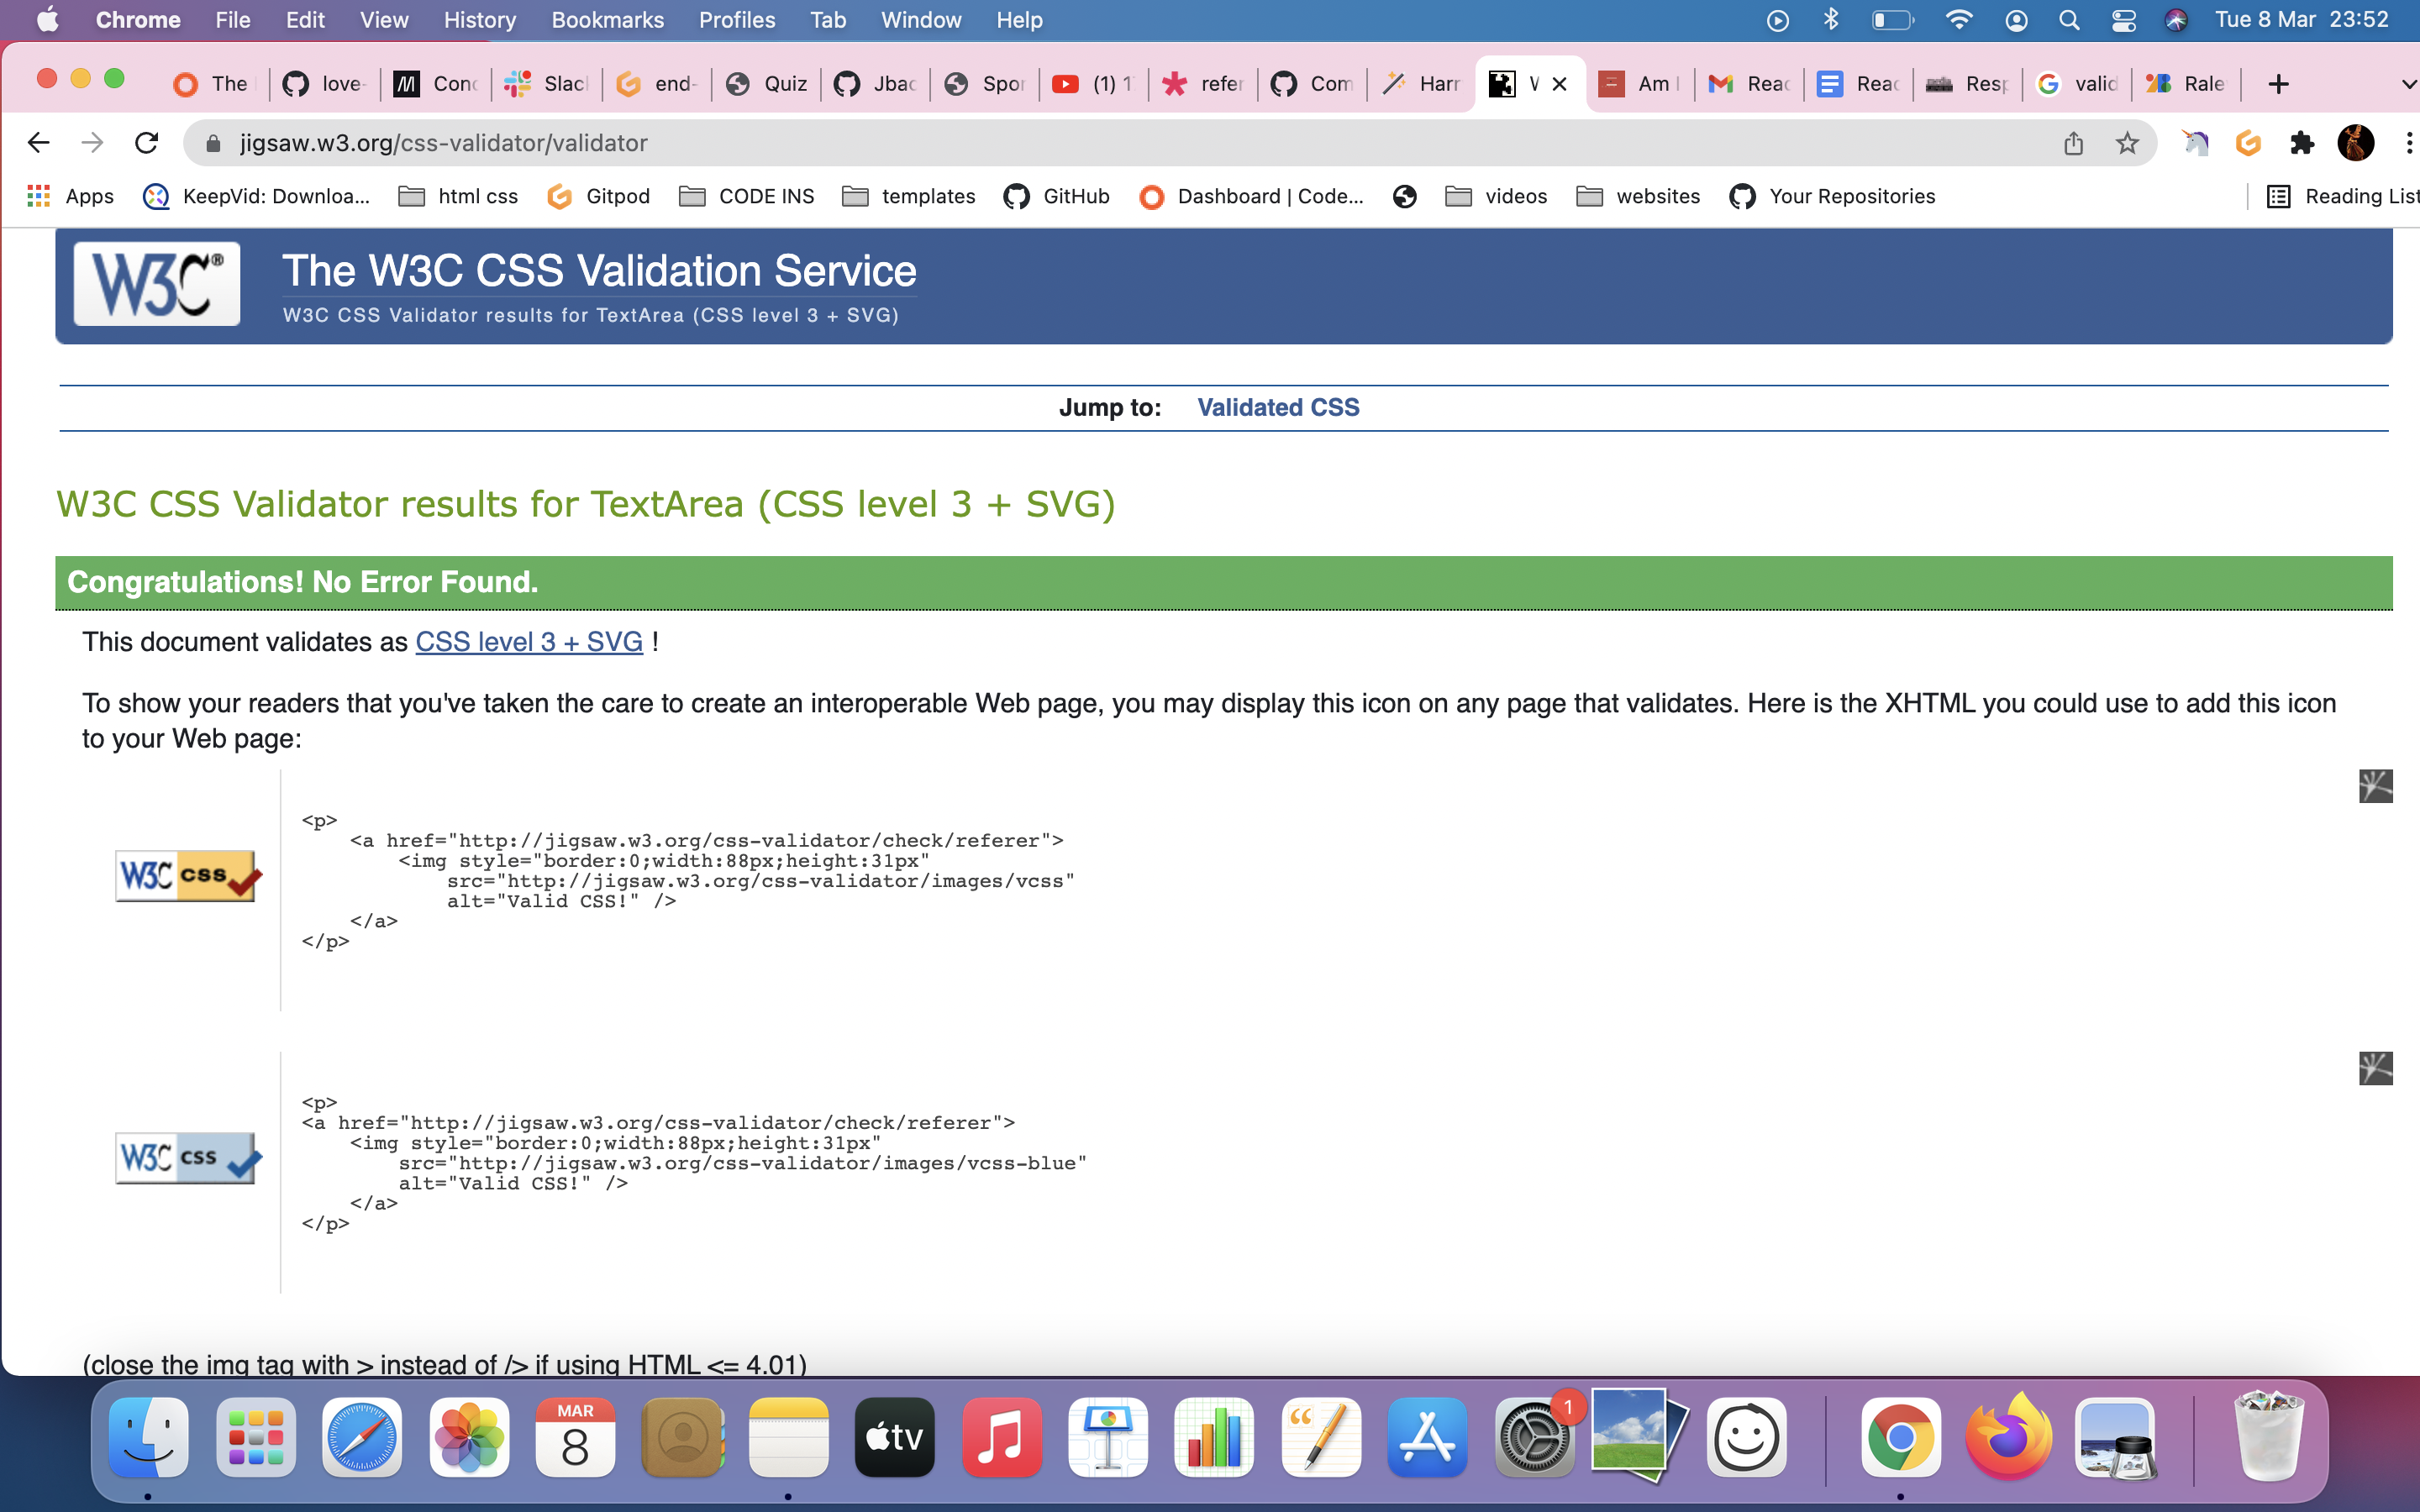 Chrome File Edit View History Bookmarks Profiles Tab Window Help Tue 8 Mar 23:52
The love- Conc Slac end- Quiz Jbac Spor (1) 1 refer Com Harr Am Reac Reac Resp valid Rale
jigsaw.w3.org/css-validator/validator
Apps KeepVid: Downloa... html css Gitpod CODE INS templates GitHub Dashboard | Code... videos websites Your Repositories Reading List
W3C®
The W3C CSS Validation Service
W3C CSS Validator results for TextArea (CSS level 3 + SVG)
Jump to: Validated CSS
W3C CSS Validator results for TextArea (CSS level 3 + SVG)
Congratulations! No Error Found.
This document validates as CSS level 3 + SVG !
To show your readers that you've taken the care to create an interoperable Web page, you may display this icon on any page that validates. Here is the XHTML you could use to add this icon
to your Web page:
W3C css
<p>
<a href="http://jigsaw.w3.org/css-validator/check/referer">
<img style="border:0;width:88px;height:31px"
src="http://jigsaw.w3.org/css-validator/images/vcss"
alt="Valid CSS!" />
</a>
</p>
W3C css
<p>
<a href="http://jigsaw.w3.org/css-validator/check/referer">
<img style="border:0;width:88px;height:31px"
src="http://jigsaw.w3.org/css-validator/images/vcss-blue"
alt="Valid CSS!" />
</a>
</p>
(close the img tag with > instead of /> if using HTML <= 4.01)
MAR
8
tv
1